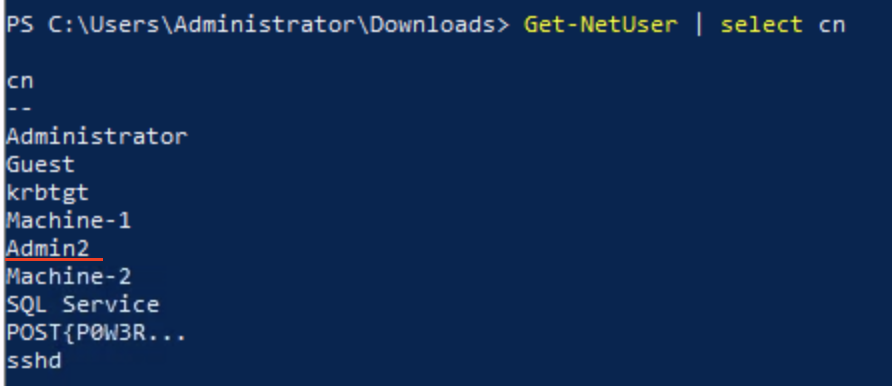 PS C:\Users\Administrator\Downloads> Get-NetUser | select cn
cn
--
Administrator
Guest
krbtgt
Machine-1
Admin2
Machine-2
SQL Service
POST{P0W3R...
sshd